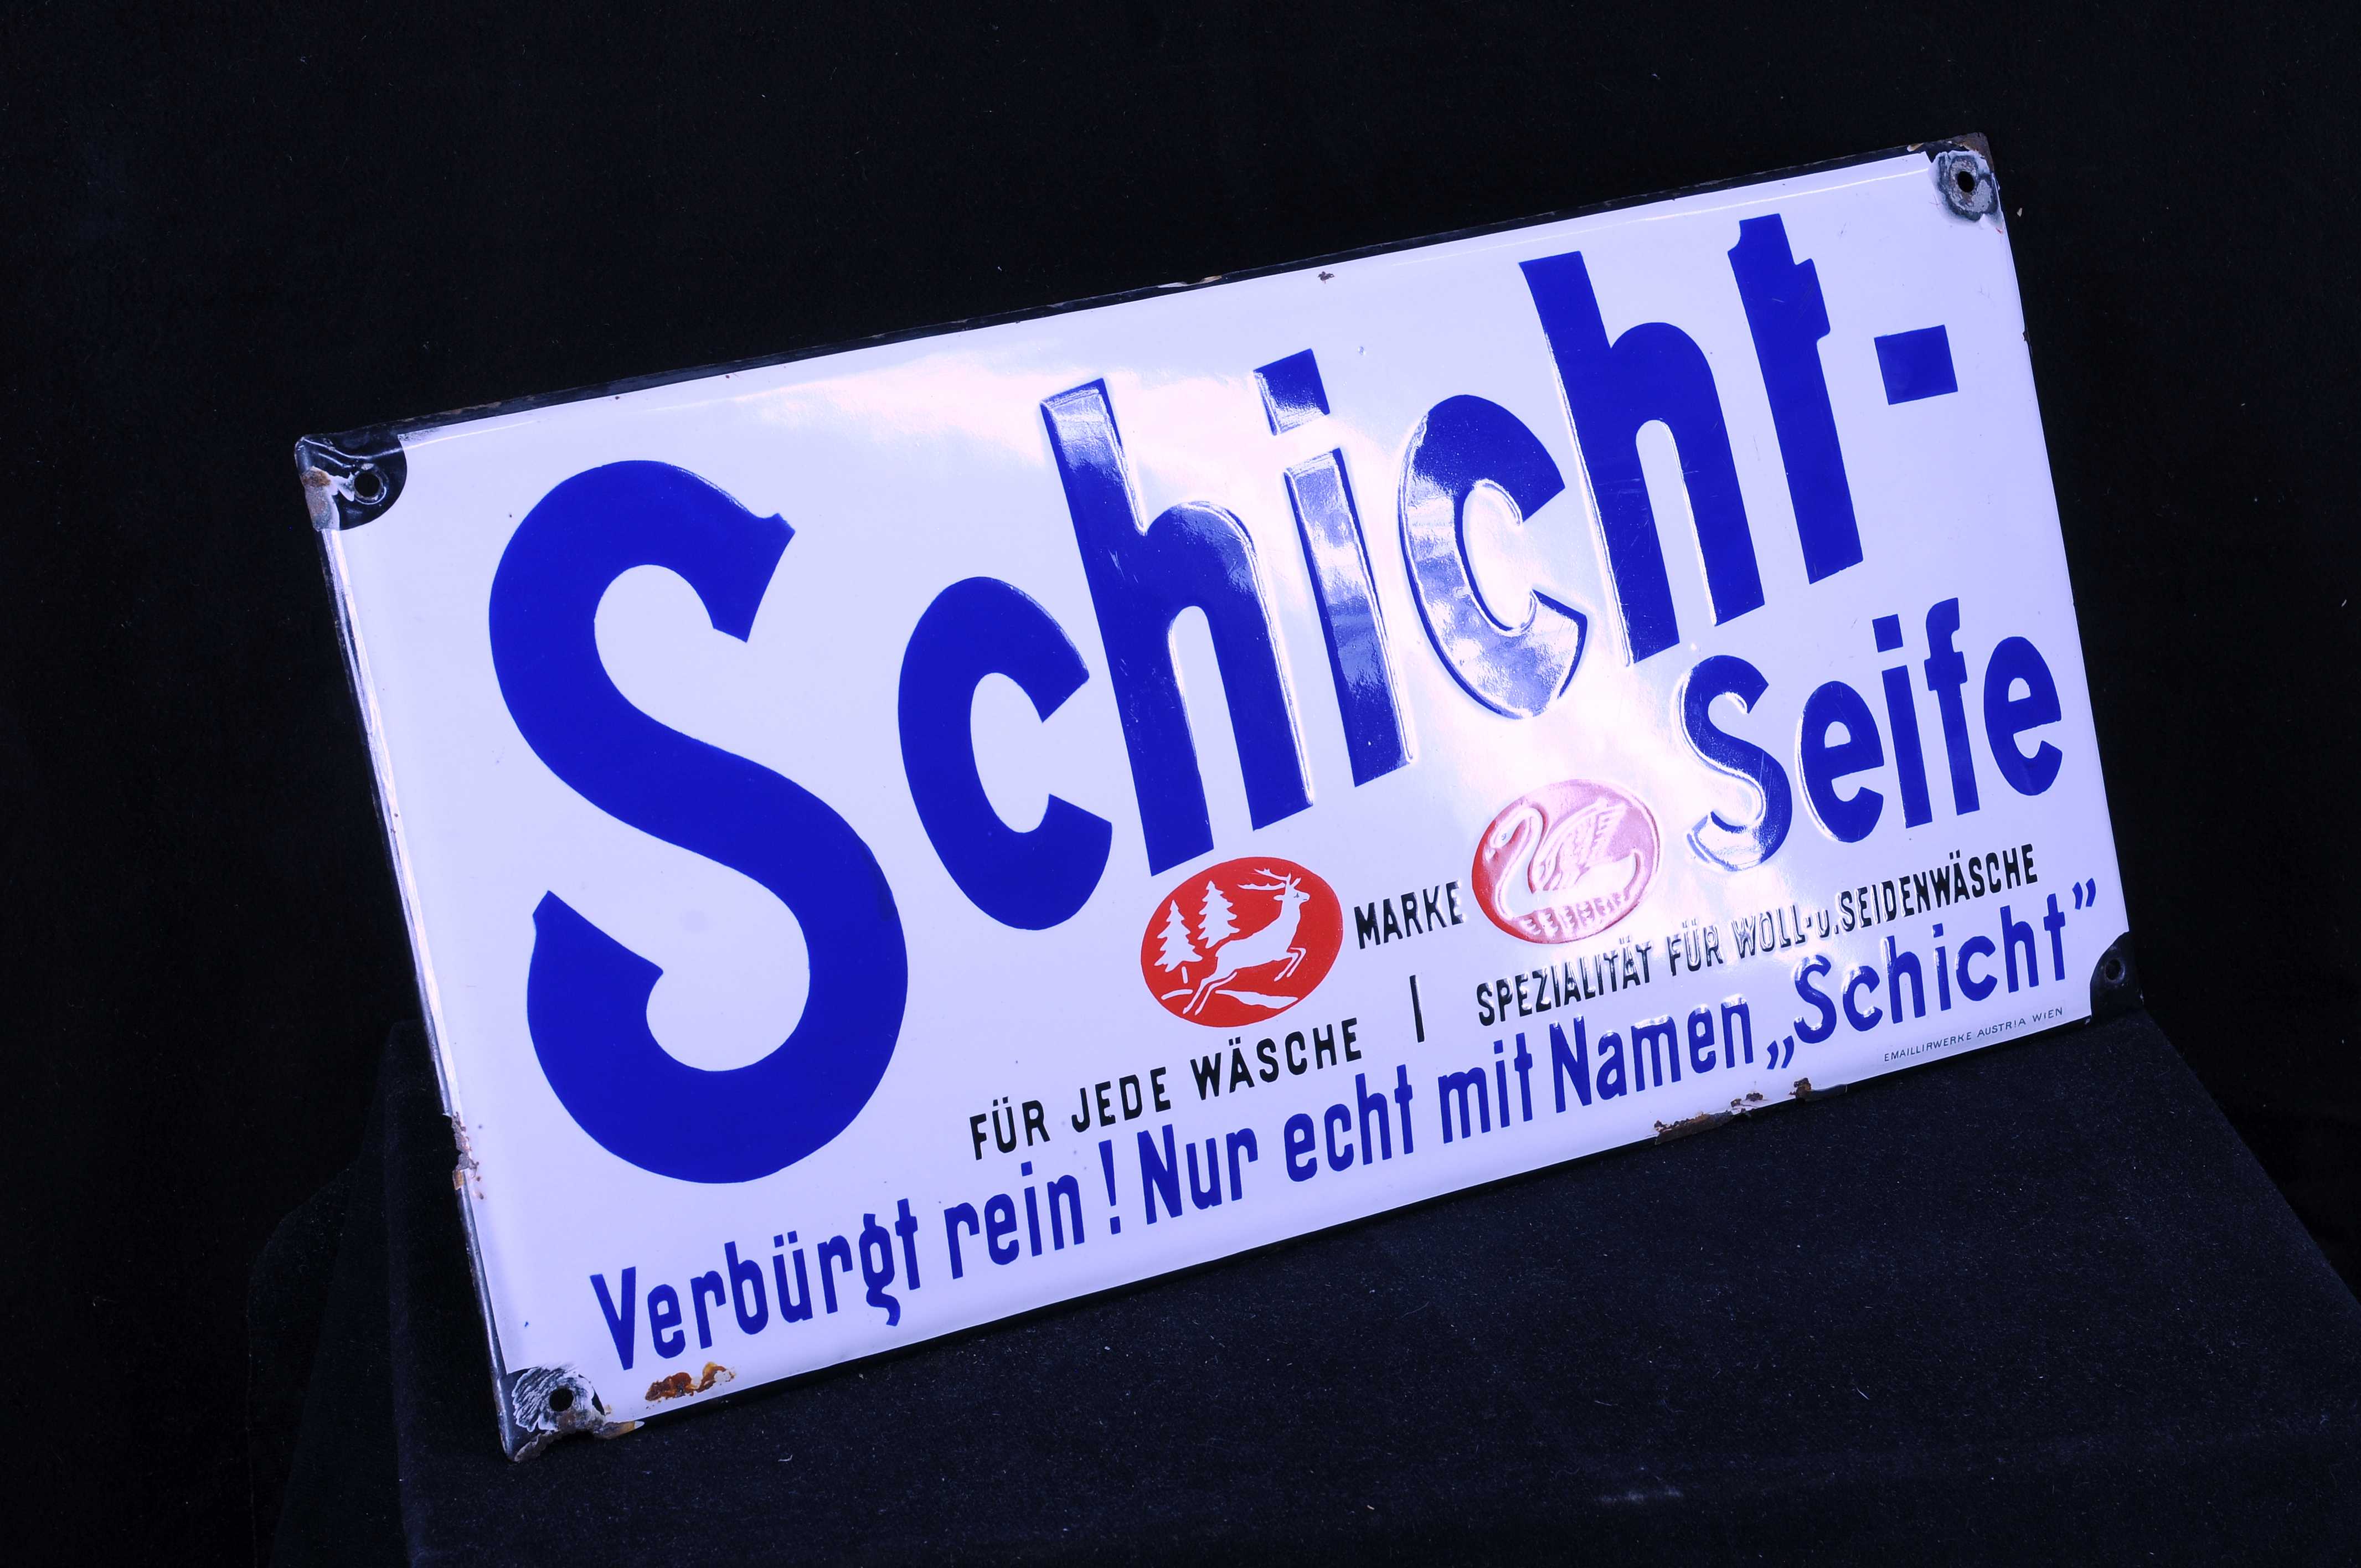 Schicht-
Seife
MARKE
FÜR JEDE WÄSCHE | SPEZIALITÄT FÜR WOLL-U.SEIDENWÄSCHE
Verbürgt rein! Nur echt mit Namen „Schicht”
EMAILLIRWERKE AUSTRIA WIEN